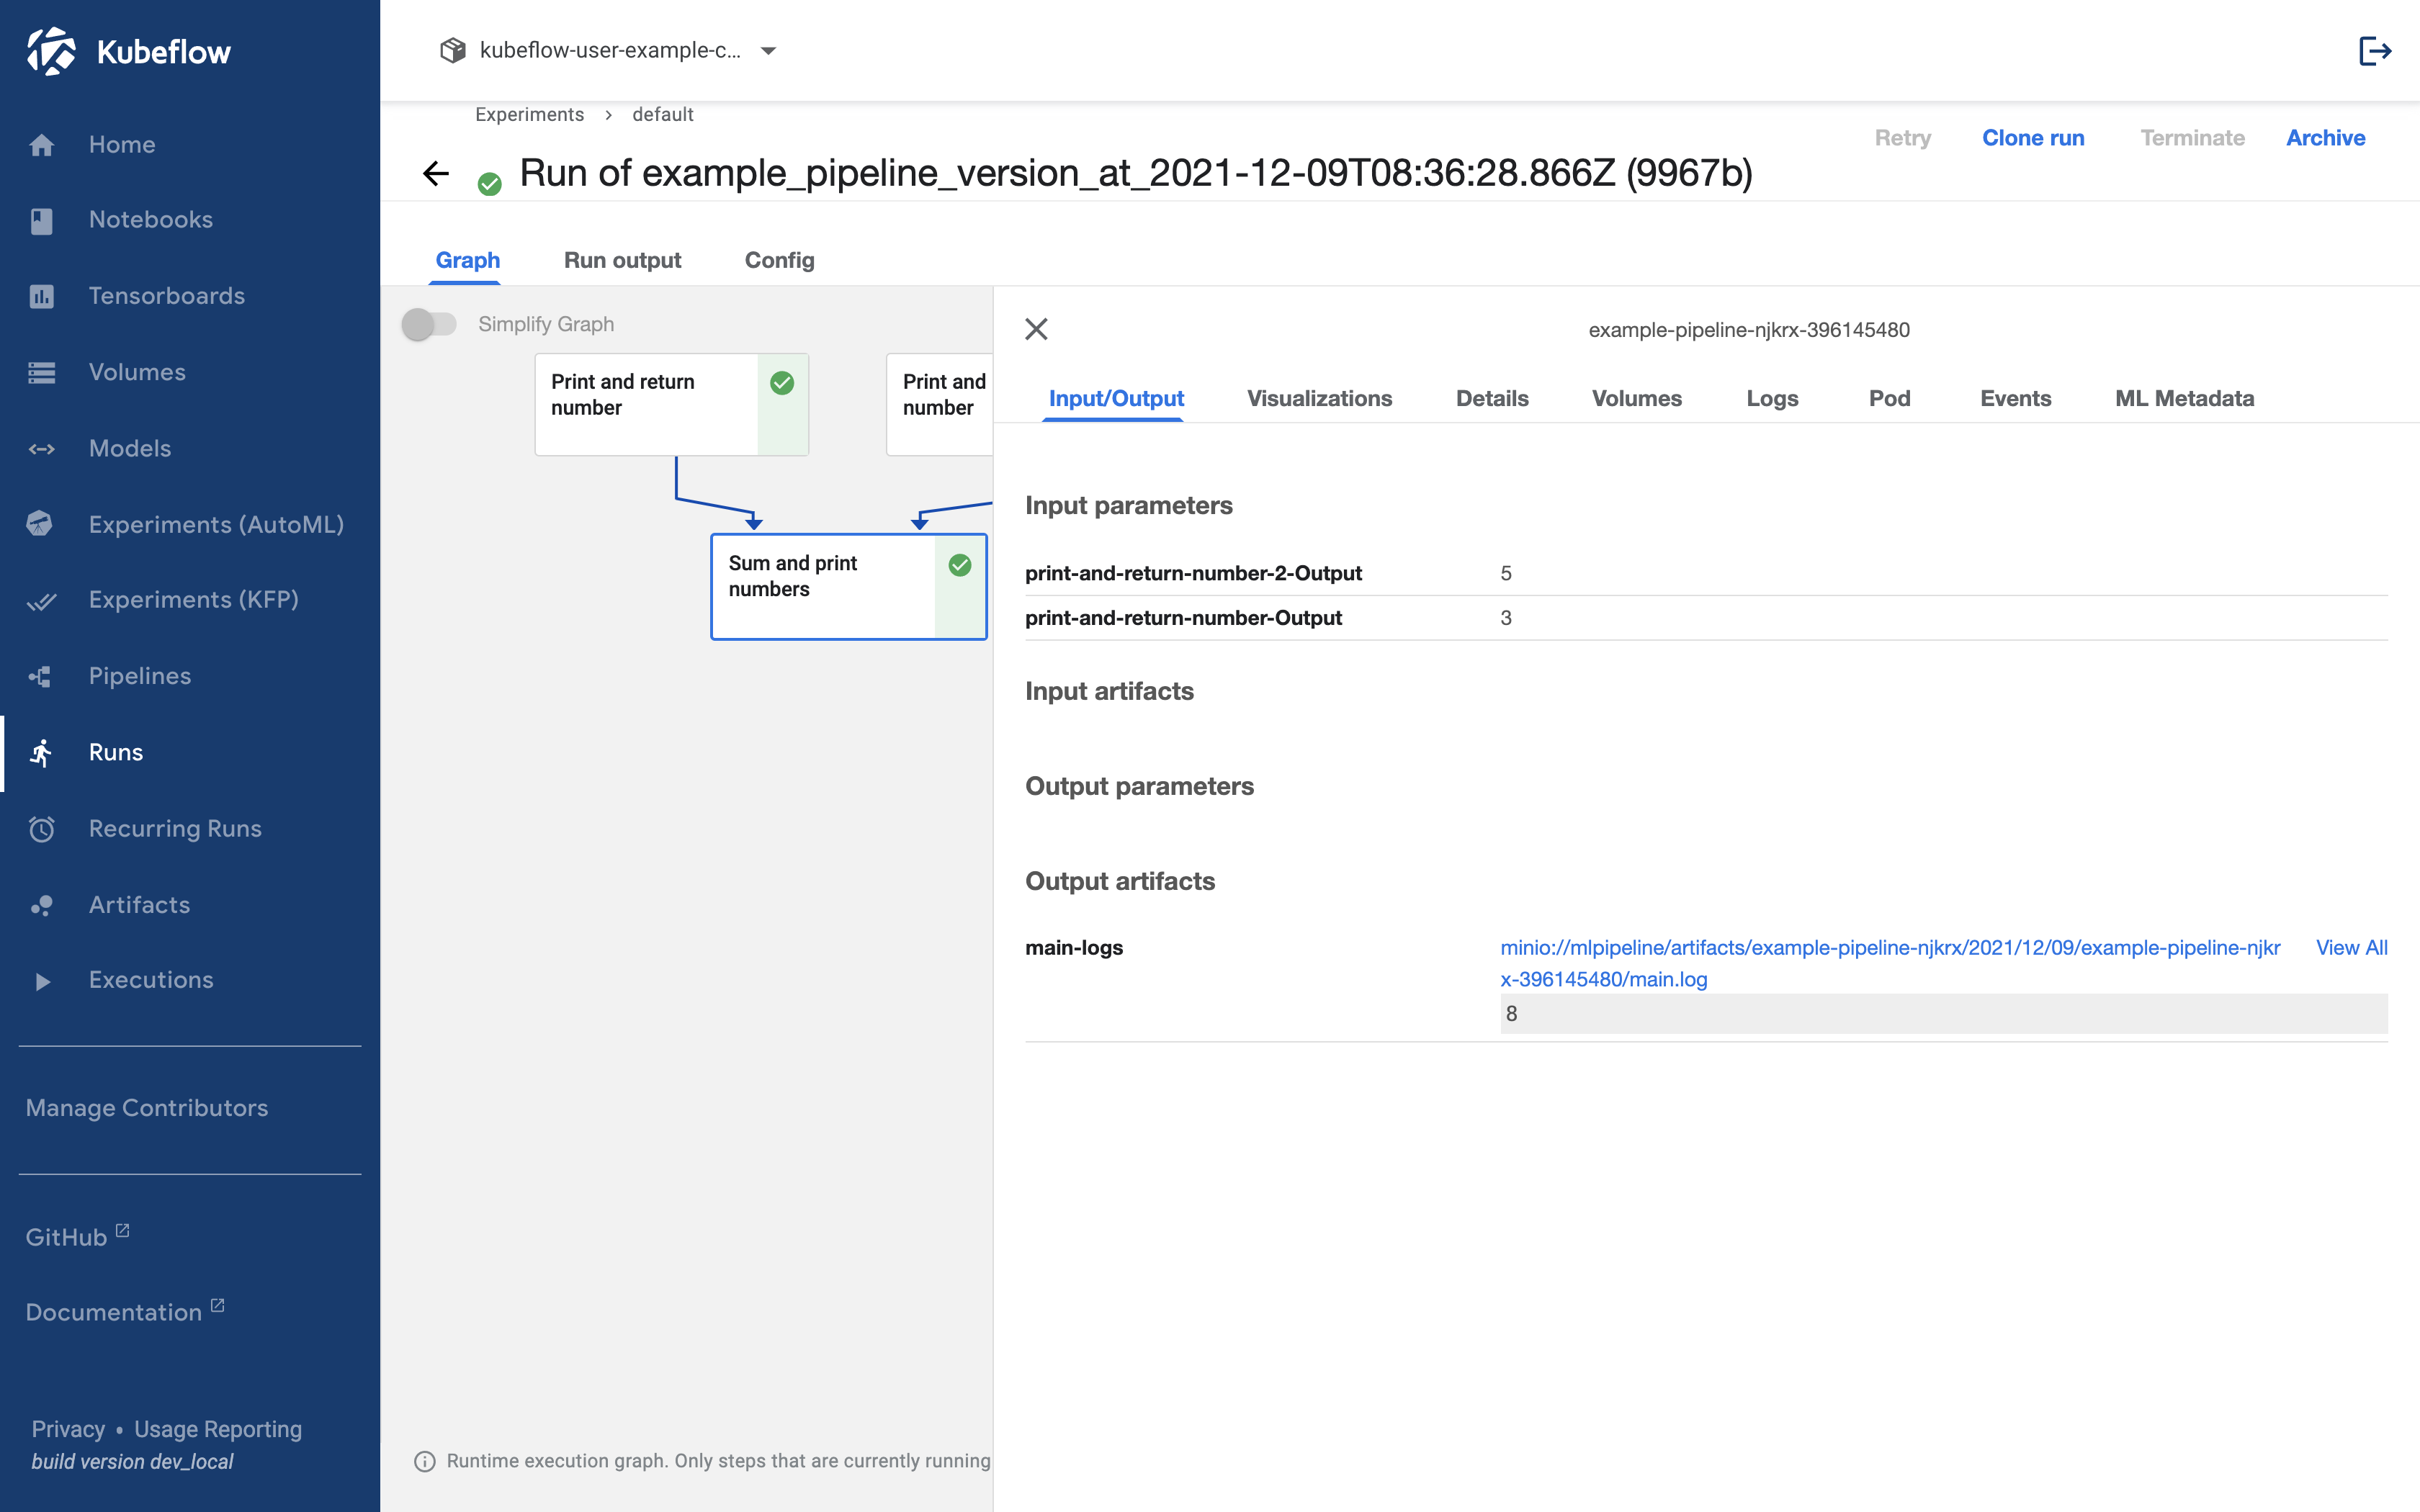 Kubeflow
Home
Notebooks
Tensorboards
Volumes
Models
Experiments (AutoML)
Experiments (KFP)
Pipelines
Runs
Recurring Runs
Artifacts
Executions
Manage Contributors
GitHub
Documentation
Privacy • Usage Reporting
build version dev_local
kubeflow-user-example-c...
Experiments > default
Retry
Clone run
Terminate
Archive
Run of example_pipeline_version_at_2021-12-09T08:36:28.866Z (9967b)
Graph
Run output
Config
Simplify Graph
Print and return
number
Print and
number
Sum and print
numbers
Runtime execution graph. Only steps that are currently running
example-pipeline-njkrx-396145480
Input/Output
Visualizations
Details
Volumes
Logs
Pod
Events
ML Metadata
Input parameters
print-and-return-number-2-Output 5
print-and-return-number-Output 3
Input artifacts
Output parameters
Output artifacts
main-logs
minio://mlpipeline/artifacts/example-pipeline-njkrx/2021/12/09/example-pipeline-njkr
x-396145480/main.log
View All
8